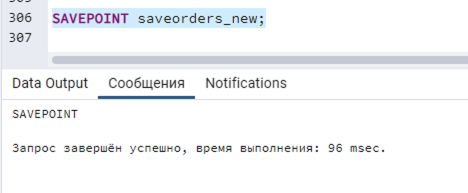 306 SAVEPOINT saveorders_new;
307
Data Output Сообщения Notifications
SAVEPOINT
Запрос завершён успешно, время выполнения: 96 msec.